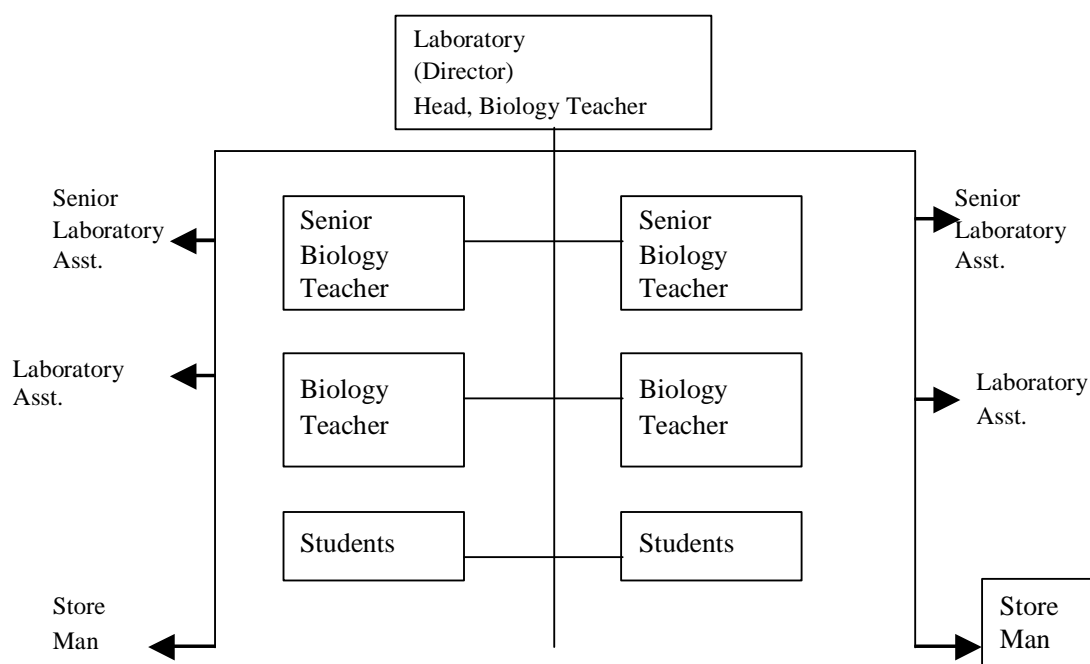 Laboratory
(Director)
Head, Biology Teacher
Senior
Laboratory
Asst.
Senior
Biology
Teacher
Senior
Biology
Teacher
Senior
Laboratory
Asst.
Laboratory
Asst.
Biology
Teacher
Biology
Teacher
Laboratory
Asst.
Students
Students
Store
Man
Store
Man